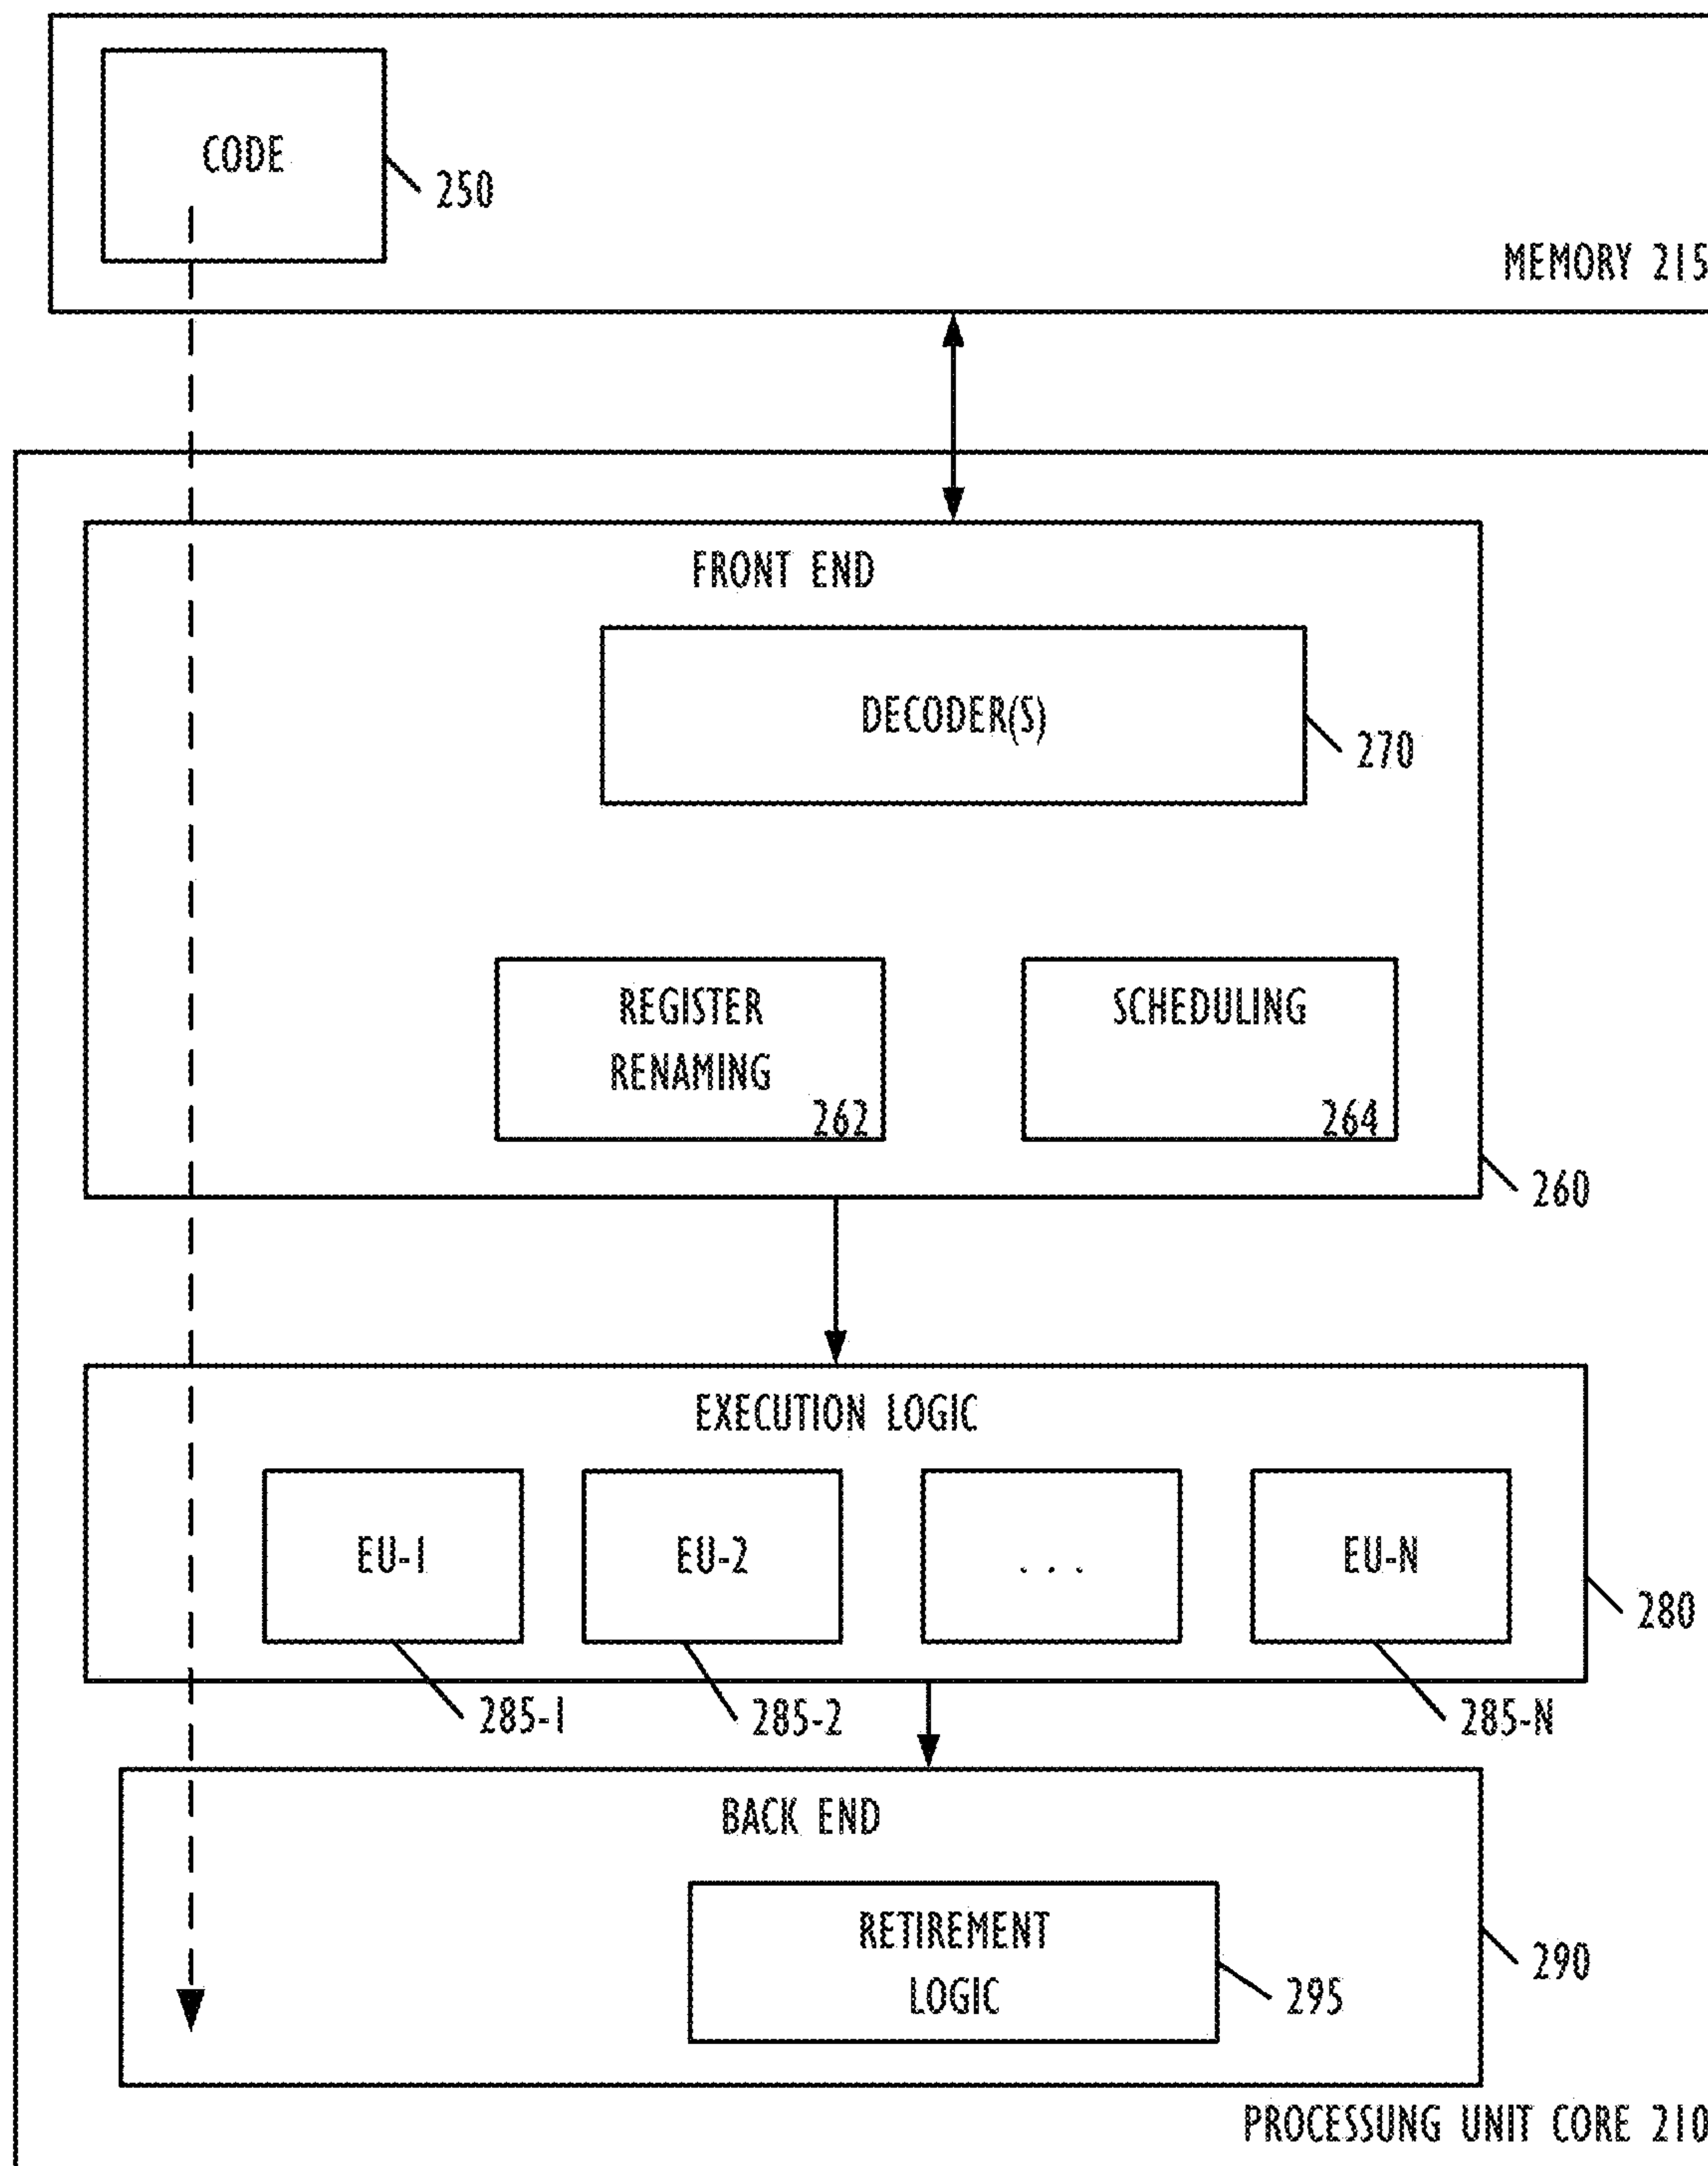 CODE
250
MEMORY 215
FRONT END
DECODER(S)
270
REGISTER
RENAMING
262
SCHEDULING
264
260
EXECUTION LOGIC
EU-1
EU-2
. . .
EU-N
280
285-1
285-2
285-N
BACK END
RETIREMENT
LOGIC
295
290
PROCESSUNG UNIT CORE 210